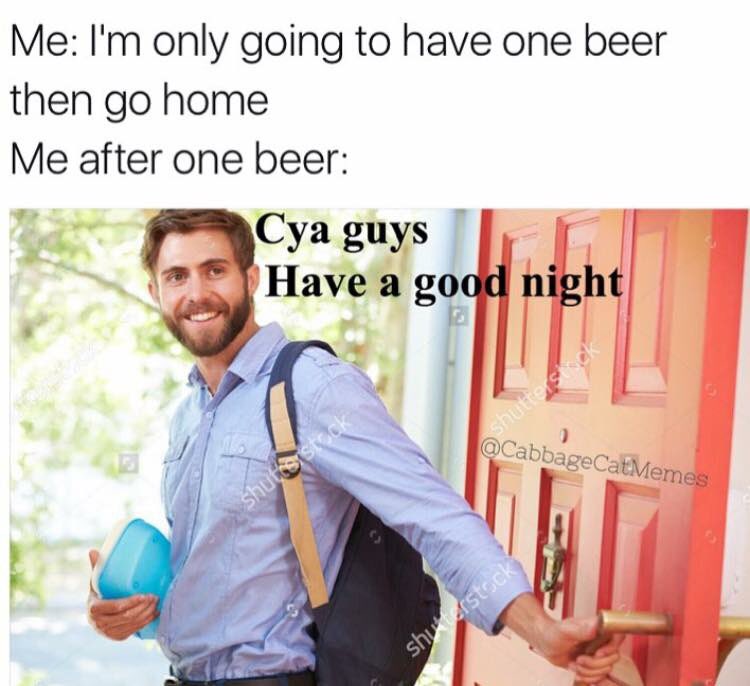 Me: I'm only going to have one beer
then go home
Me after one beer:
Cya guys
Have a good night
shutterstock
@CabbageCatMemes
shutterstock
shutterstock